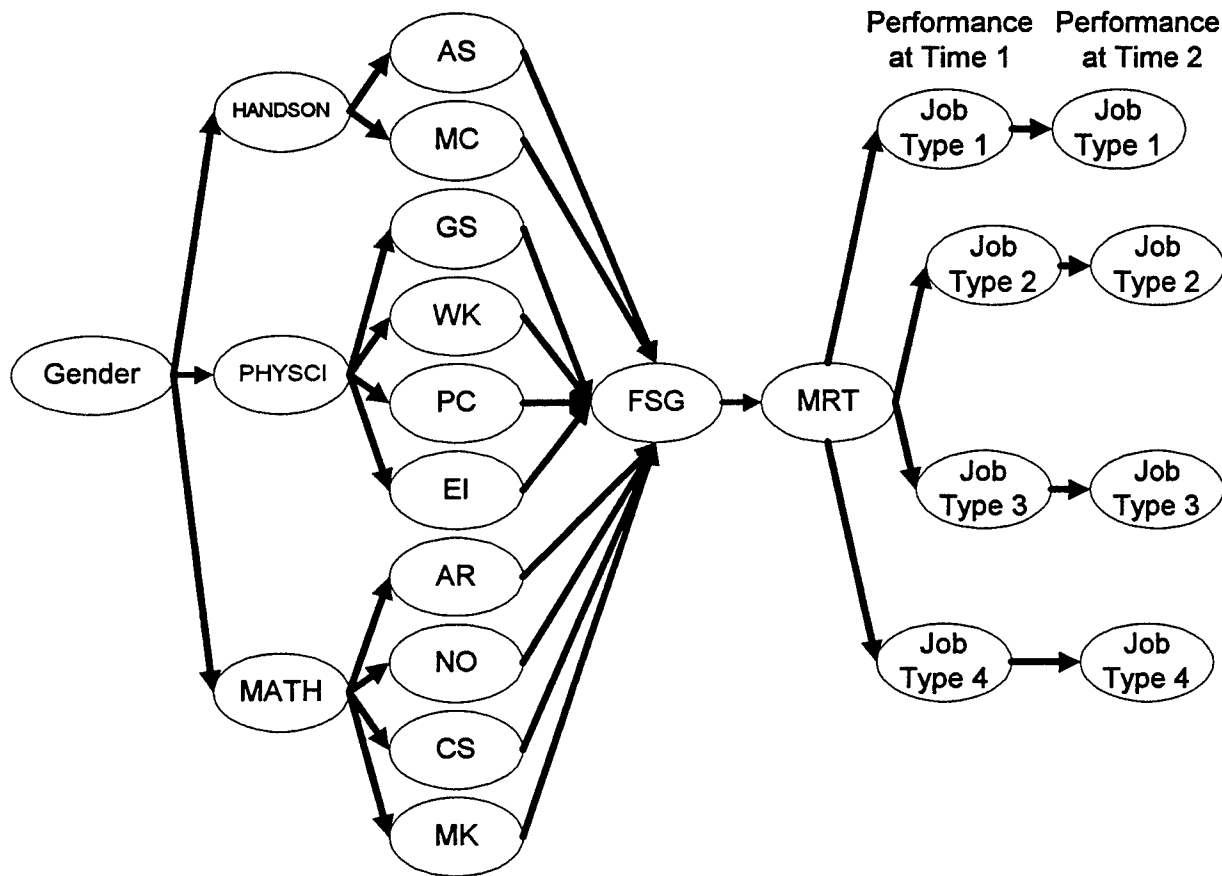 Performance
at Time 1
Performance
at Time 2
Gender
HANDSON
PHYSCI
MATH
AS
MC
GS
WK
PC
EI
AR
NO
CS
MK
FSG
MRT
Job
Type 1
Job
Type 1
Job
Type 2
Job
Type 2
Job
Type 3
Job
Type 3
Job
Type 4
Job
Type 4